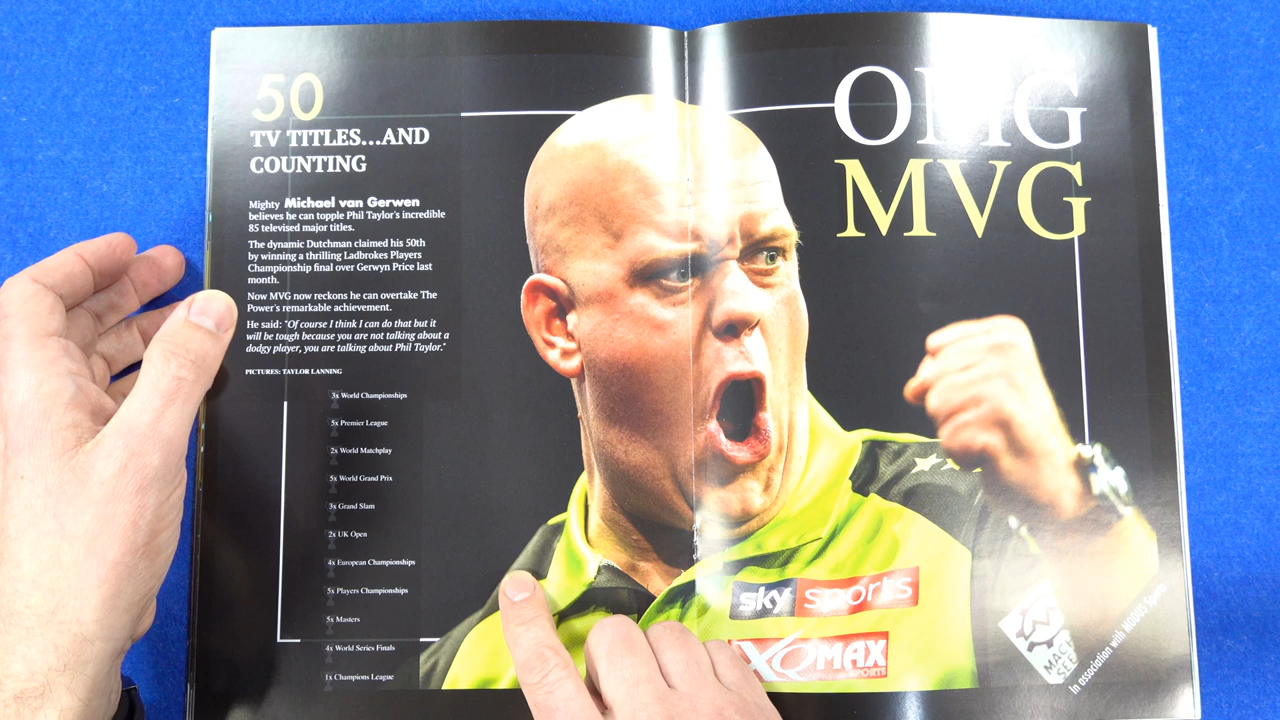 50
TV TITLES...AND
COUNTING
Mighty Michael van Gerwen
believes he can topple Phil Taylor's incredible
85 televised major titles.
The dynamic Dutchman claimed his 50th
by winning a thrilling Ladbrokes Players
Championship final over Gerwyn Price last
month.
Now MVG now reckons he can overtake The
Power's remarkable achievement.
He said: "Of course I think I can do that but it
will be tough because you are not talking about a
dodgy player, you are talking about Phil Taylor."
PICTURES: TAYLOR LANNING
3x World Championships
5x Premier League
2x World Matchplay
5x World Grand Prix
3x Grand Slam
2x UK Open
4x European Championships
5x Players Championships
5x Masters
4x World Series Finals
1x Champions League
OMG
MVG
sky sports
XQMAX
SPORTS
In association with MODUS Sports